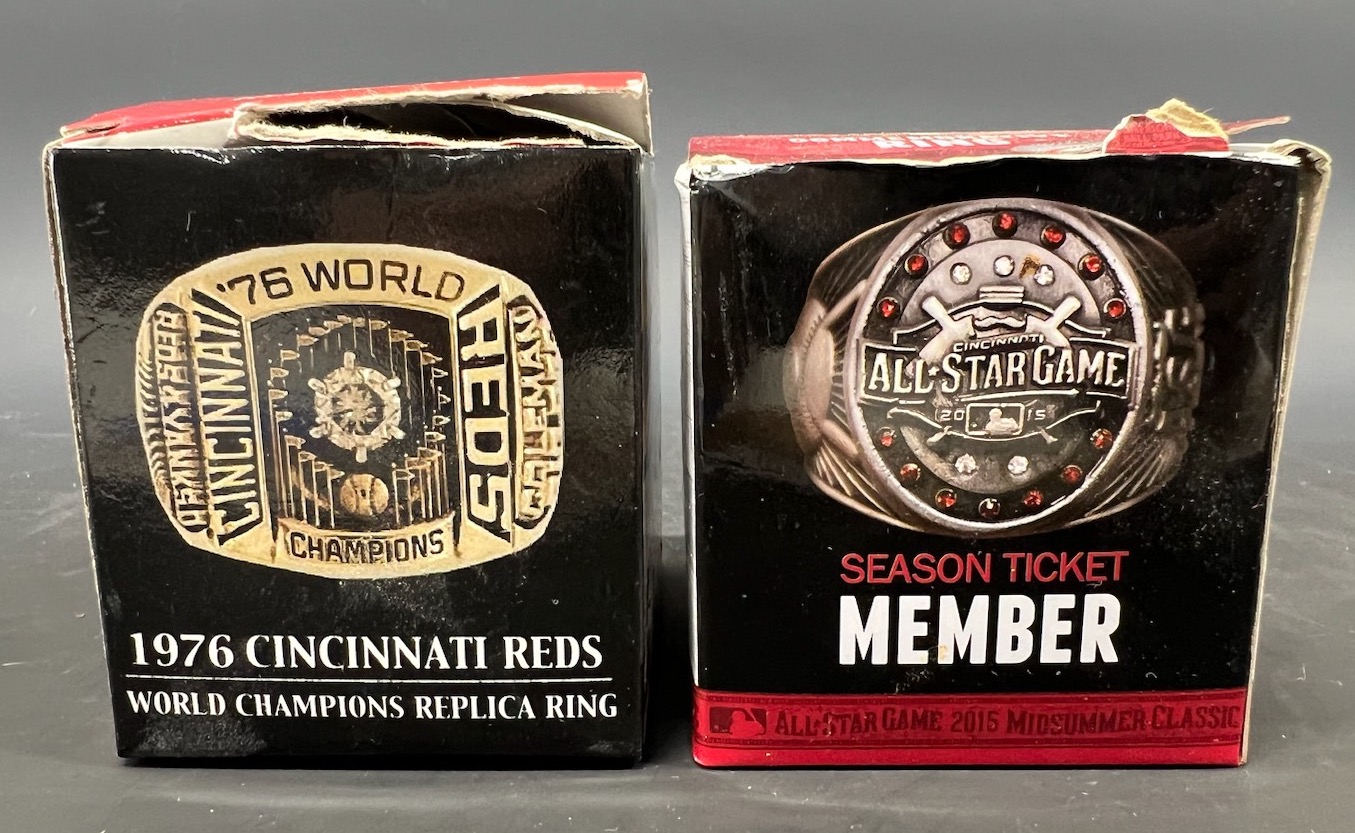 '76 WORLD
CINCINNATI
REDS
CHAMPIONS
1976 CINCINNATI REDS
WORLD CHAMPIONS REPLICA RING
RING
CINCINNATI
ALL★STAR GAME
20 15
SEASON TICKET
MEMBER
ALL★STAR GAME 2015 MIDSUMMER CLASSIC